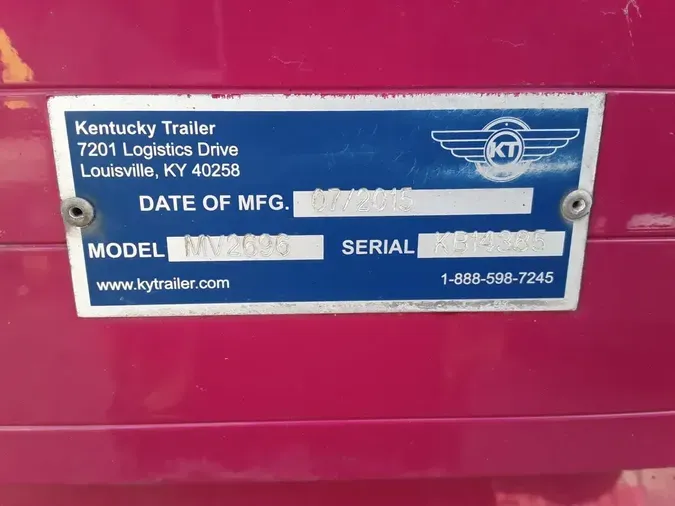 Kentucky Trailer
7201 Logistics Drive
Louisville, KY 40258
KT
DATE OF MFG. 07/2015
MODEL MV2696 SERIAL
www.kytrailer.com 1-888-598-7245